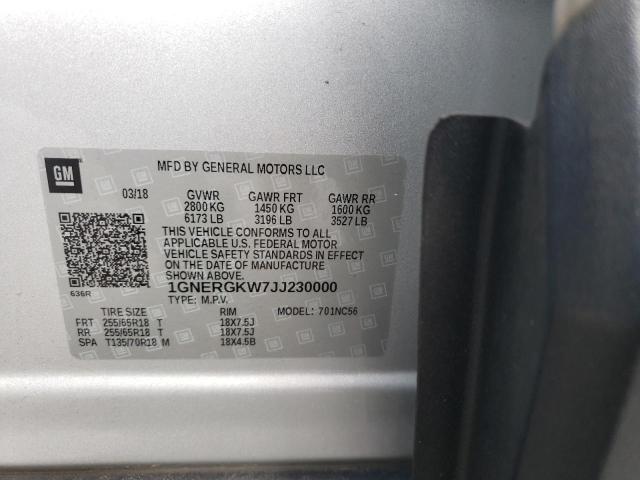 GM
MFD BY GENERAL MOTORS LLC
03/18 GVWR GAWR FRT GAWR RR
2800 KG 1450 KG 1600 KG
6173 LB 3196 LB 3527 LB
THIS VEHICLE CONFORMS TO ALL
APPLICABLE U.S. FEDERAL MOTOR
VEHICLE SAFETY STANDARDS IN EFFECT
ON THE DATE OF MANUFACTURE
SHOWN ABOVE.
636R
1GNERGKW7JJ230000
TYPE: M.P.V. MODEL: 701NC56
TIRE SIZE RIM
FRT 255/65R18 T 18X7.5J
RR 255/65R18 T 18X7.5J
SPA T135/70R18 M 18X4.5B